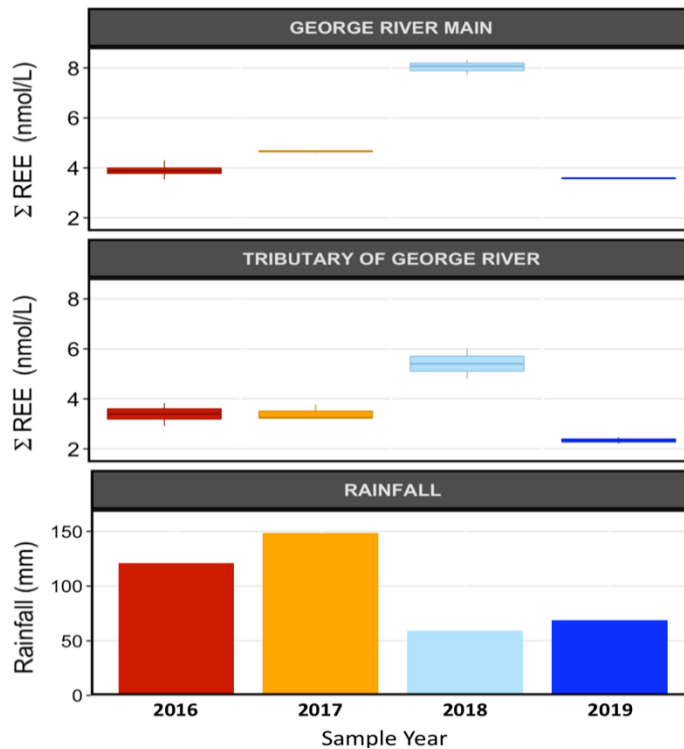 GEORGE RIVER MAIN
Σ REE (nmol/L)
8
6
4
2
TRIBUTARY OF GEORGE RIVER
Σ REE (nmol/L)
8
6
4
2
RAINFALL
Rainfall (mm)
150
100
50
0
2016 2017 2018 2019
Sample Year